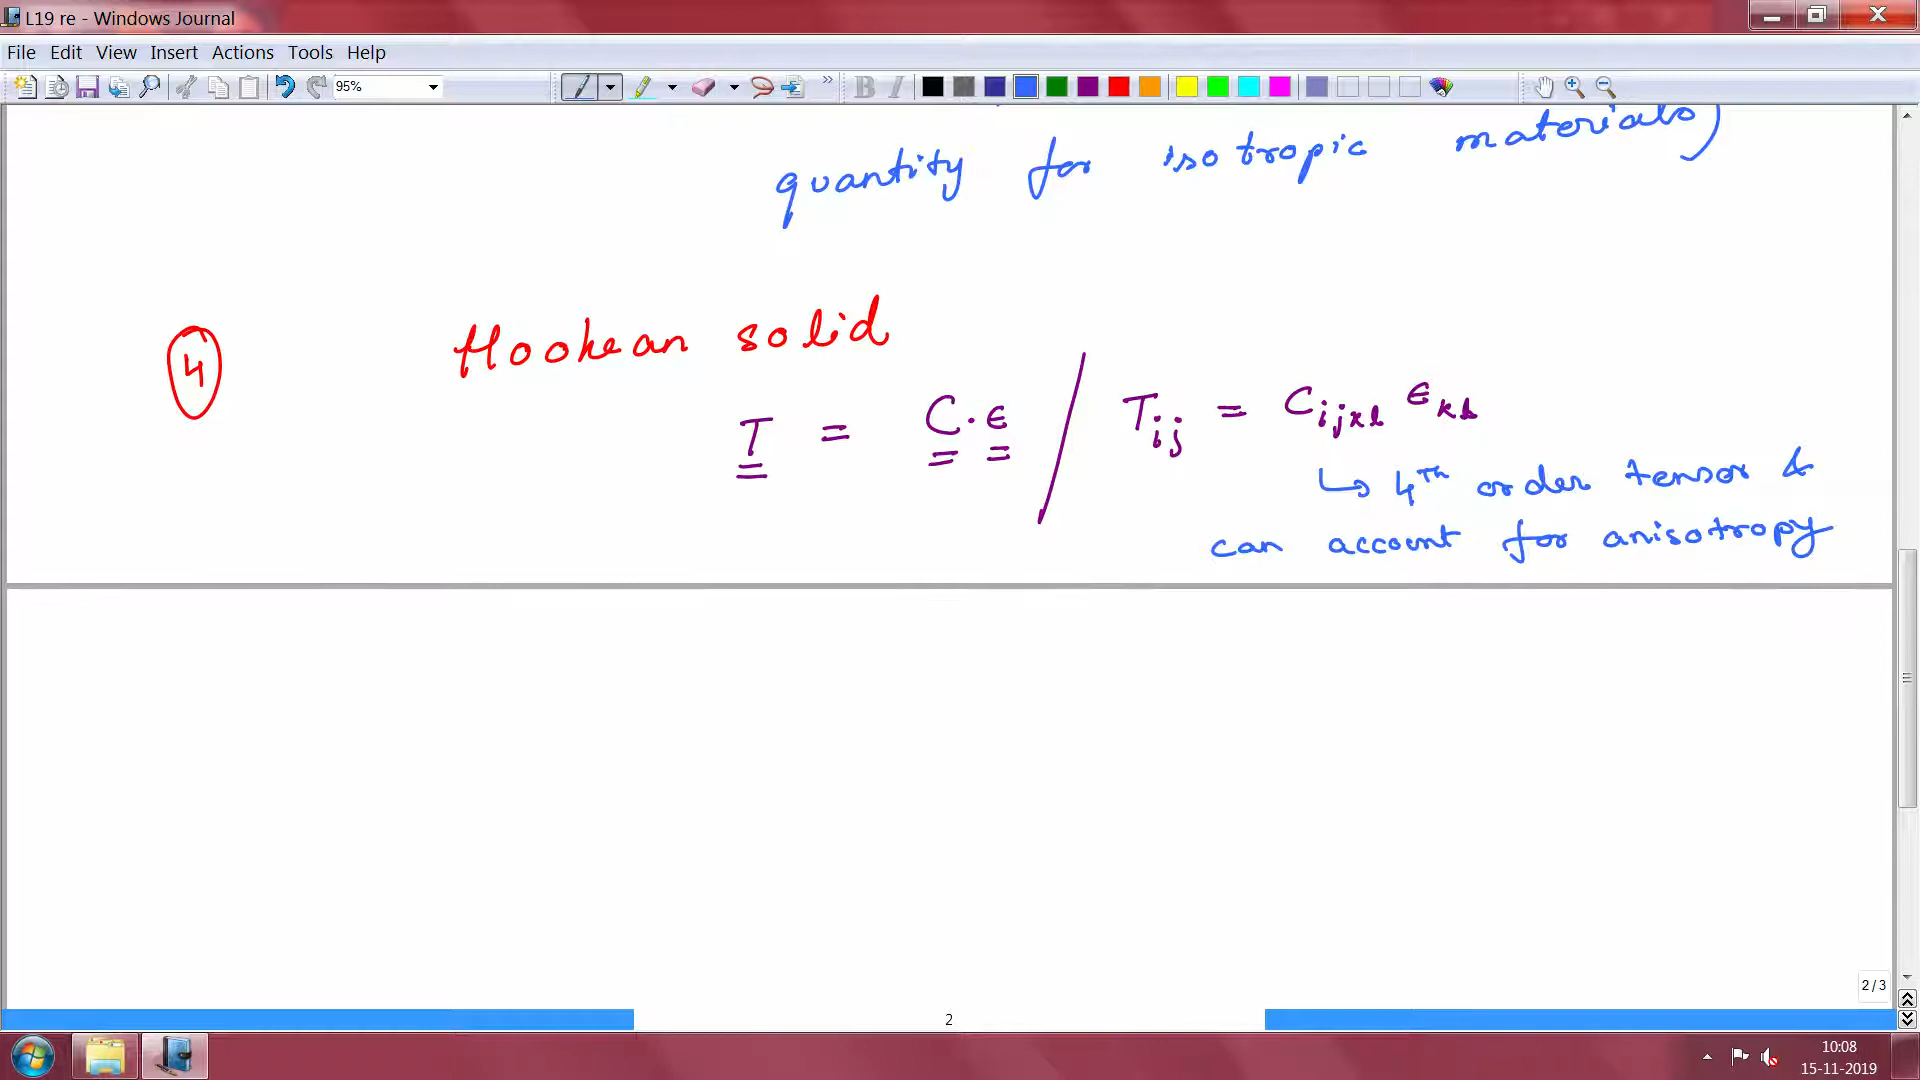 L19 re - Windows Journal
File Edit View Insert Actions Tools Help
95%
quantity for isotropic materials)
4 Hookean solid
T = C·ε / Tij = Cijkl εkl
↳ 4th order tensor &
can account for anisotropy
2 / 3
2
10:08
15-11-2019